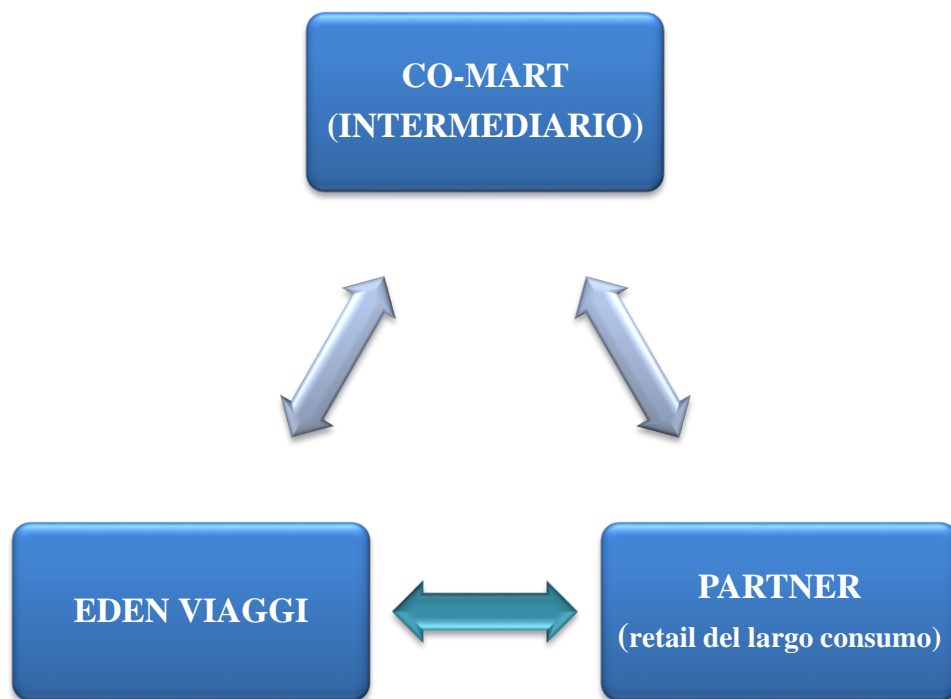 CO-MART
(INTERMEDIARIO)
EDEN VIAGGI
PARTNER
(retail del largo consumo)